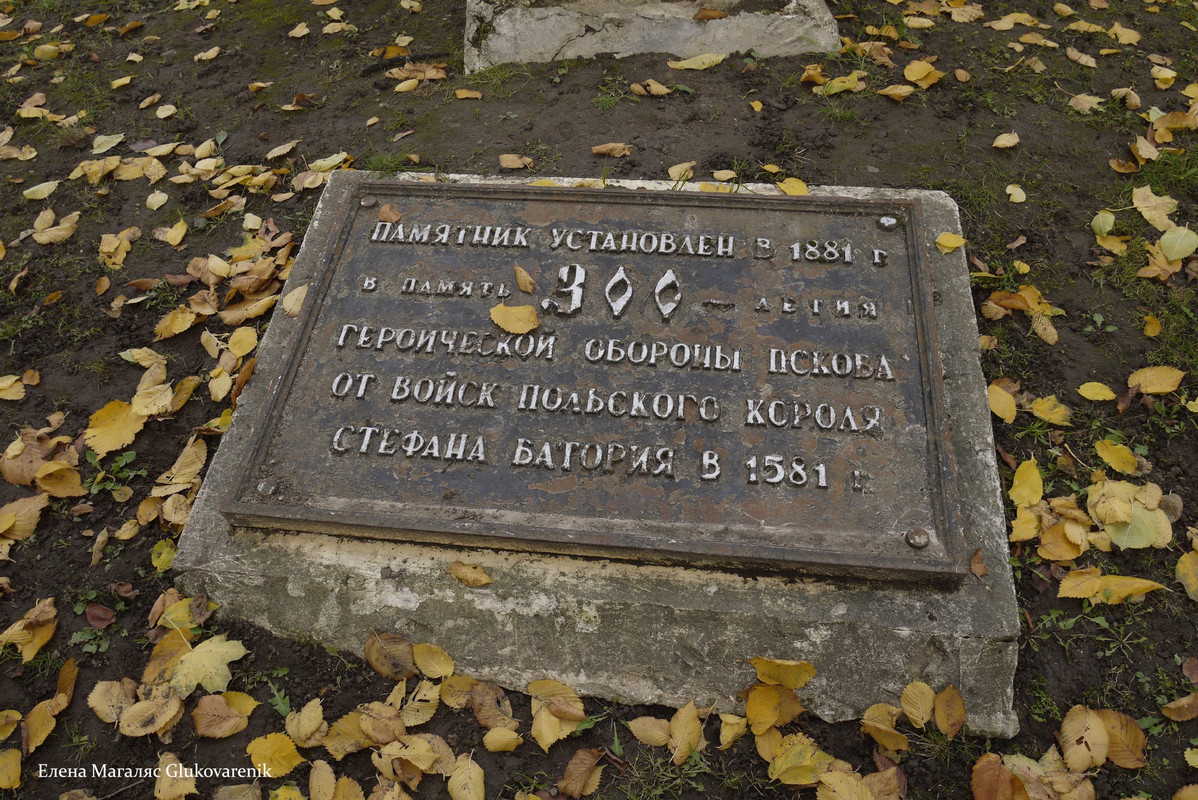 ПАМЯТНИК УСТАНОВЛЕН В 1881 г
В ПАМЯТЬ 300 – ЛЕТИЯ
ГЕРОИЧЕСКОЙ ОБОРОНЫ ПСКОВА
ОТ ВОЙСК ПОЛЬСКОГО КОРОЛЯ
СТЕФАНА БАТОРИЯ В 1581 г.
Елена Магаляс Glukovarenik